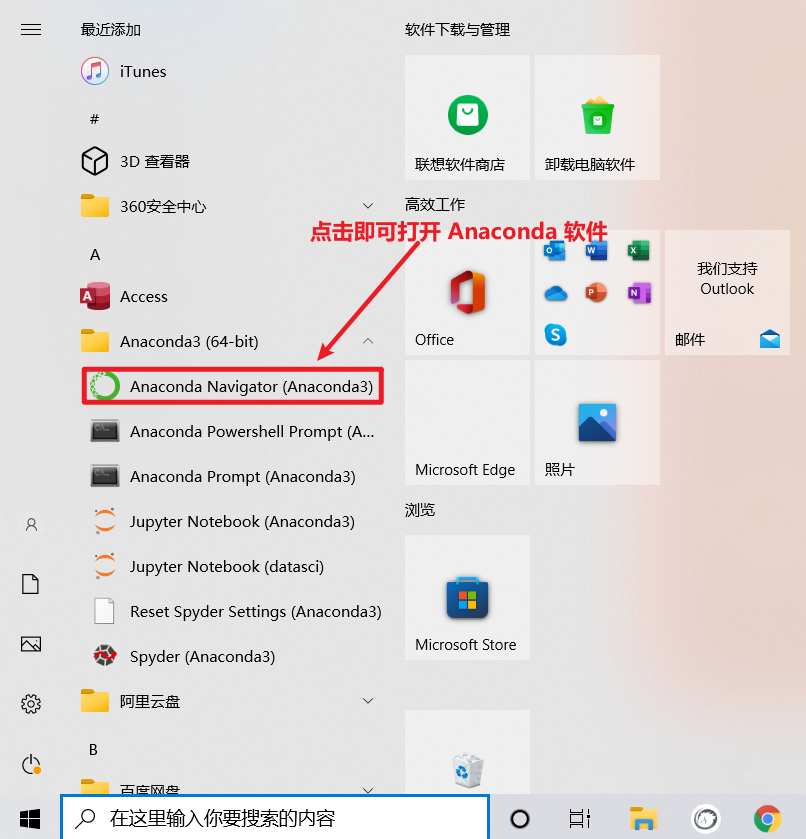 最近添加
iTunes
#
3D 查看器
360安全中心
A
Access
Anaconda3 (64-bit)
Anaconda Navigator (Anaconda3)
Anaconda Powershell Prompt (A...
Anaconda Prompt (Anaconda3)
Jupyter Notebook (Anaconda3)
Jupyter Notebook (datasci)
Reset Spyder Settings (Anaconda3)
Spyder (Anaconda3)
阿里云盘
B
百度网盘
点击即可打开 Anaconda 软件
软件下载与管理
联想软件商店
卸载电脑软件
高效工作
Office
我们支持
Outlook
邮件
Microsoft Edge
照片
浏览
Microsoft Store
在这里输入你要搜索的内容